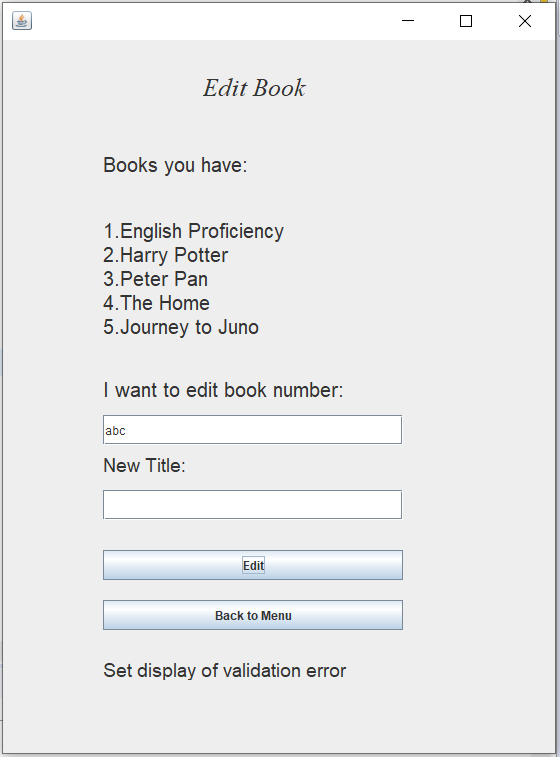 Edit Book
Books you have:
1.English Proficiency
2.Harry Potter
3.Peter Pan
4.The Home
5.Journey to Juno
I want to edit book number:
abc
New Title:
Edit
Back to Menu
Set display of validation error